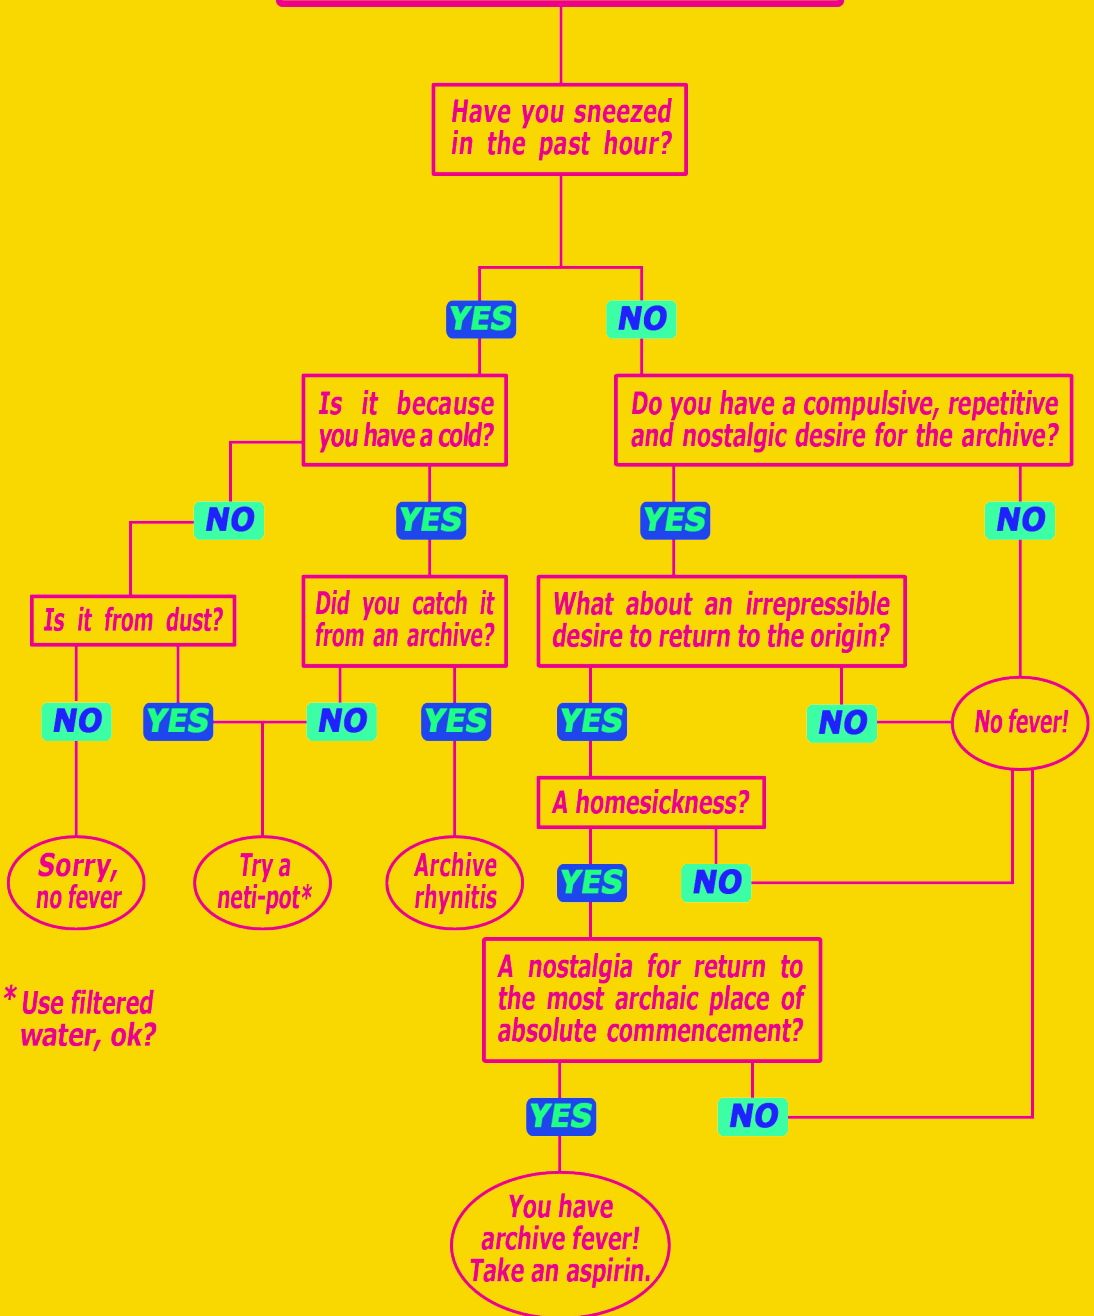 Have you sneezed
in the past hour?
YES
NO
Is it because
you have a cold?
Do you have a compulsive, repetitive
and nostalgic desire for the archive?
NO
YES
YES
NO
Is it from dust?
Did you catch it
from an archive?
What about an irrepressible
desire to return to the origin?
NO
YES
NO
YES
YES
NO
No fever!
A homesickness?
Sorry,
no fever
Try a
neti-pot*
Archive
rhynitis
YES
NO
A nostalgia for return to
the most archaic place of
absolute commencement?
* Use filtered
water, ok?
YES
NO
You have
archive fever!
Take an aspirin.